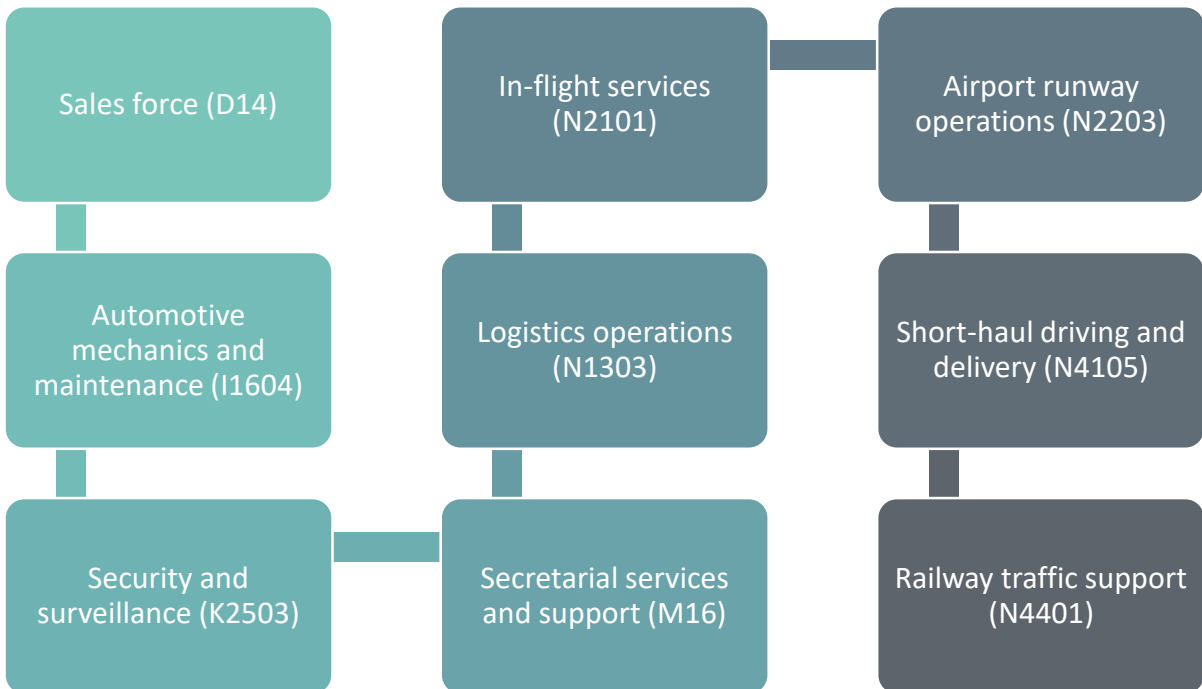 Sales force (D14)
Automotive
mechanics and
maintenance (I1604)
Security and
surveillance (K2503)
Secretarial services
and support (M16)
Logistics operations
(N1303)
In-flight services
(N2101)
Airport runway
operations (N2203)
Short-haul driving and
delivery (N4105)
Railway traffic support
(N4401)